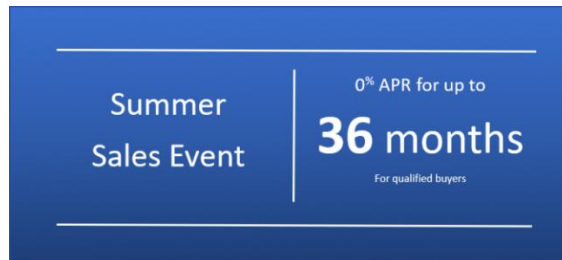 Summer
Sales Event
0% APR for up to
36 months
For qualified buyers